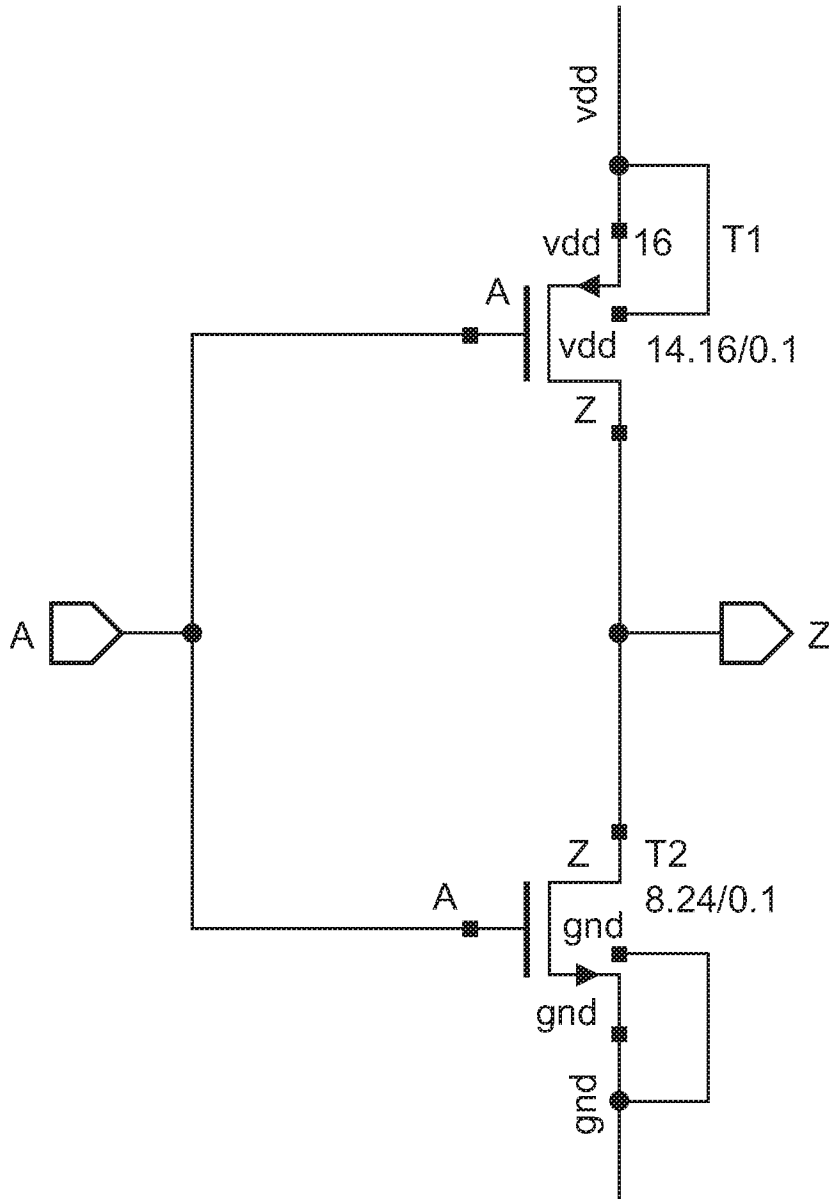 vdd
vdd 16 T1
A
vdd 14.16/0.1
Z
A Z
Z T2
A 8.24/0.1
gnd
gnd
gnd